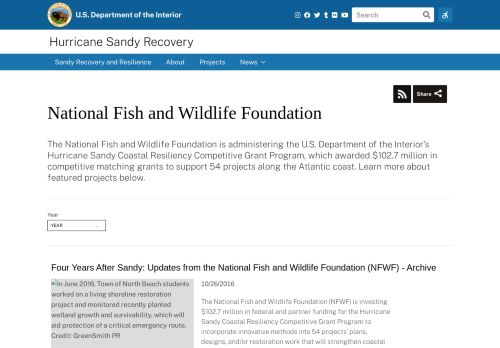 U.S. Department of the Interior
Search
Hurricane Sandy Recovery
Sandy Recovery and Resilience About Projects News
Share
National Fish and Wildlife Foundation
The National Fish and Wildlife Foundation is administering the U.S. Department of the Interior's
Hurricane Sandy Coastal Resiliency Competitive Grant Program, which awarded $102.7 million in
competitive matching grants to support 54 projects along the Atlantic coast. Learn more about
featured projects below.
Year
-YEAR
Four Years After Sandy: Updates from the National Fish and Wildlife Foundation (NFWF) - Archive
In June 2016, Town of North Beach students
worked on a living shoreline restoration
project and monitored recently planted
wetland growth and survivability, which will
aid protection of a critical emergency route.
Credit: GreenSmith PR
10/26/2016
The National Fish and Wildlife Foundation (NFWF) is investing
$102.7 million in federal and partner funding for the Hurricane
Sandy Coastal Resiliency Competitive Grant Program to
incorporate innovative methods into 54 projects' plans,
designs, and/or restoration work that will strengthen coastal